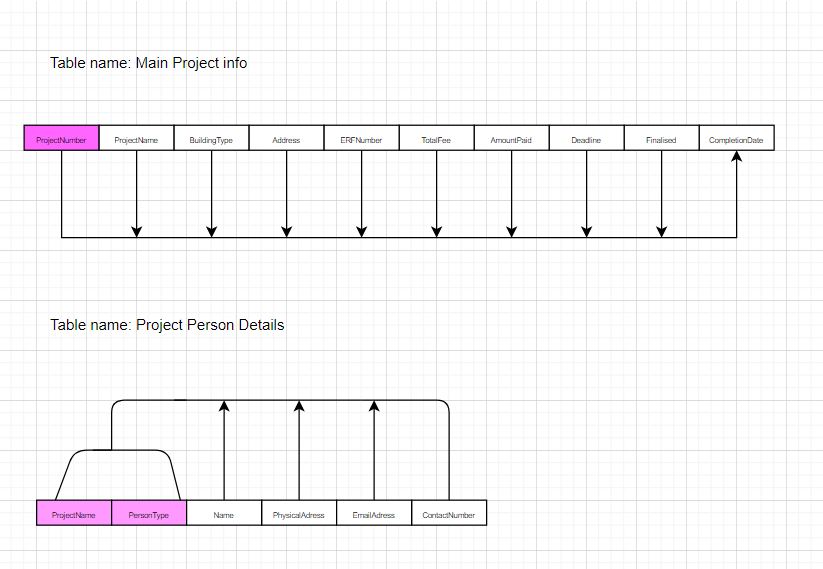 Table name: Main Project info
ProjectNumber ProjectName BuildingType Address ERFNumber TotalFee AmountPaid Deadline Finalised CompletionDate
Table name: Project Person Details
ProjectName PersonType Name PhysicalAdress EmailAdress ContactNumber